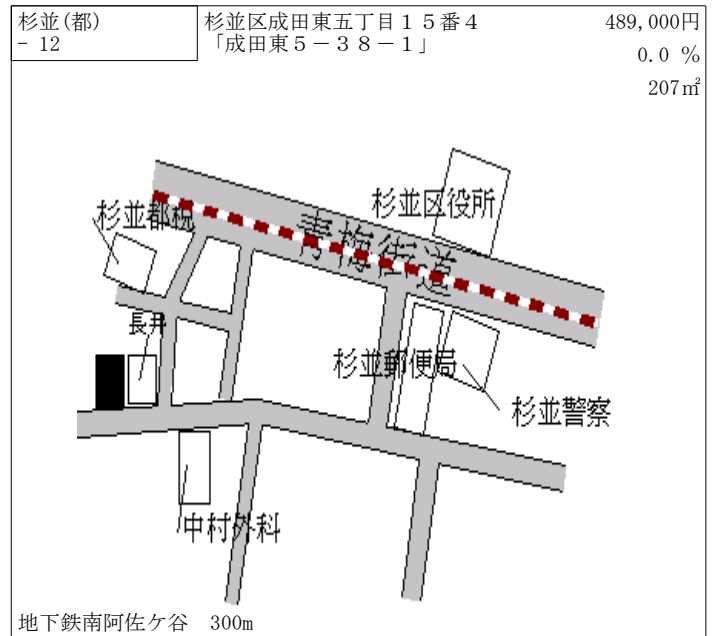 杉並(都)
- 12
杉並区成田東五丁目１５番４
「成田東５－３８－１」
489,000円
0.0 %
207㎡
杉並区役所
杉並都税
青梅街道
長井
杉並郵便局
杉並警察
中村外科
地下鉄南阿佐ケ谷　300m